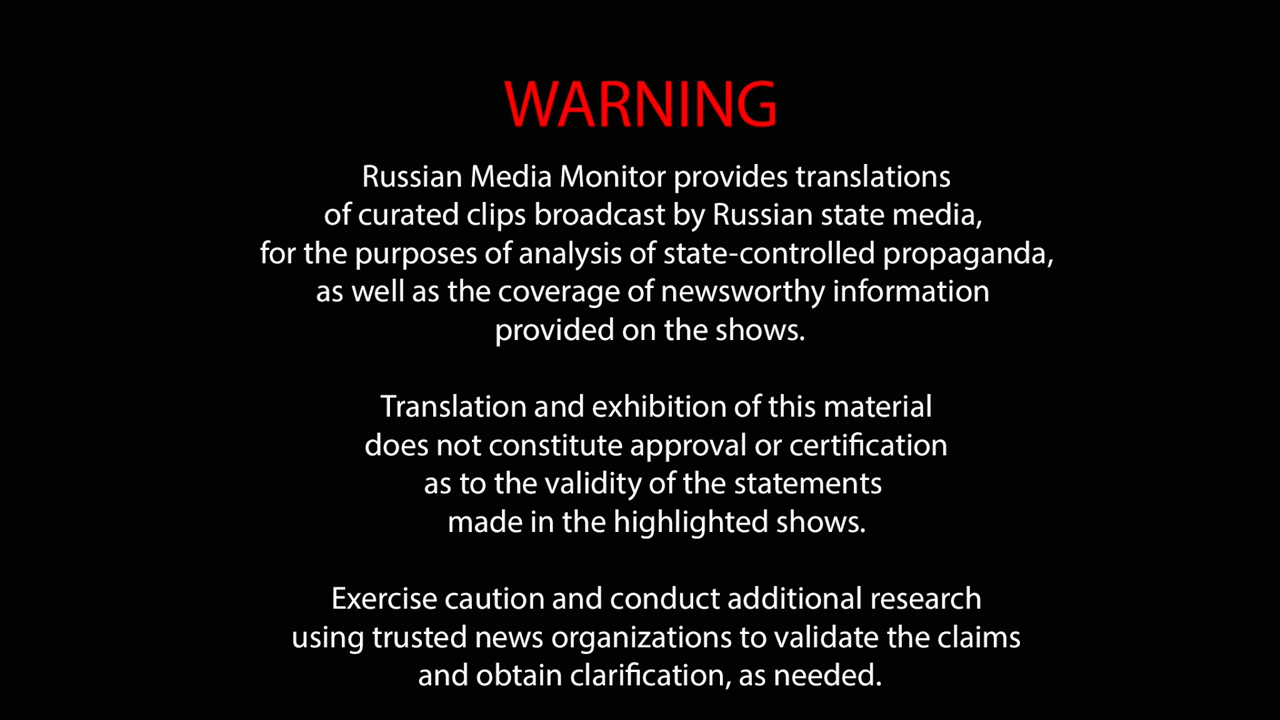 WARNING
Russian Media Monitor provides translations
of curated clips broadcast by Russian state media,
for the purposes of analysis of state-controlled propaganda,
as well as the coverage of newsworthy information
provided on the shows.
Translation and exhibition of this material
does not constitute approval or certification
as to the validity of the statements
made in the highlighted shows.
Exercise caution and conduct additional research
using trusted news organizations to validate the claims
and obtain clarification, as needed.